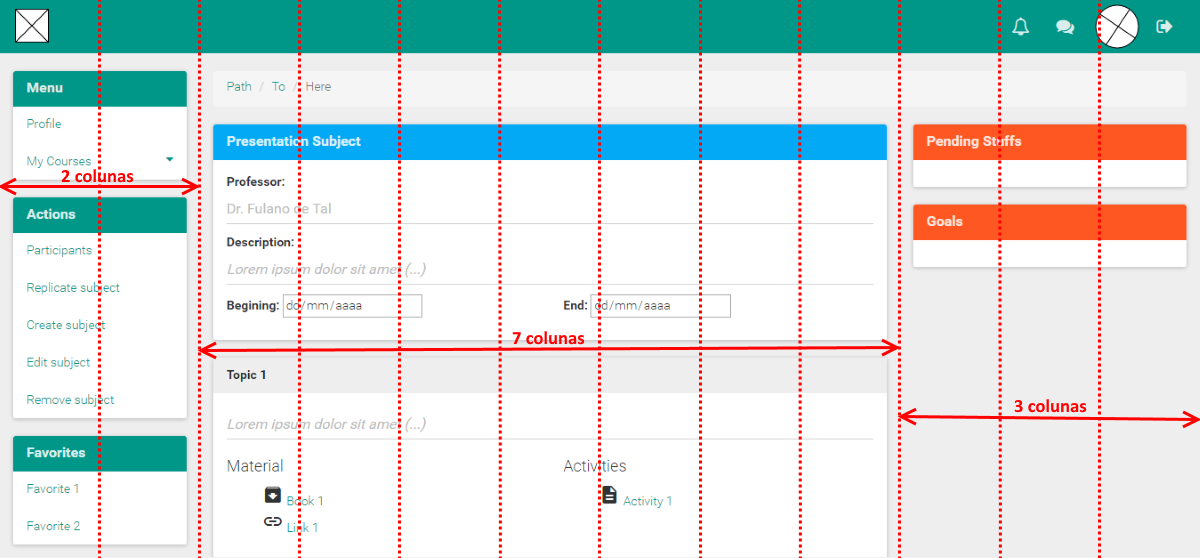 Menu
Profile
My Courses
2 colunas
Actions
Participants
Replicate subject
Create subject
Edit subject
Remove subject
Favorites
Favorite 1
Favorite 2
Path / To / Here
Presentation Subject
Professor:
Dr. Fulano de Tal
Description:
Lorem ipsum dolor sit amet (...)
Begining: dd/mm/aaaa End: dd/mm/aaaa
7 colunas
Topic 1
Lorem ipsum dolor sit amet (...)
Material Activities
Book 1 Activity 1
Link 1
Pending Stuffs
Goals
3 colunas